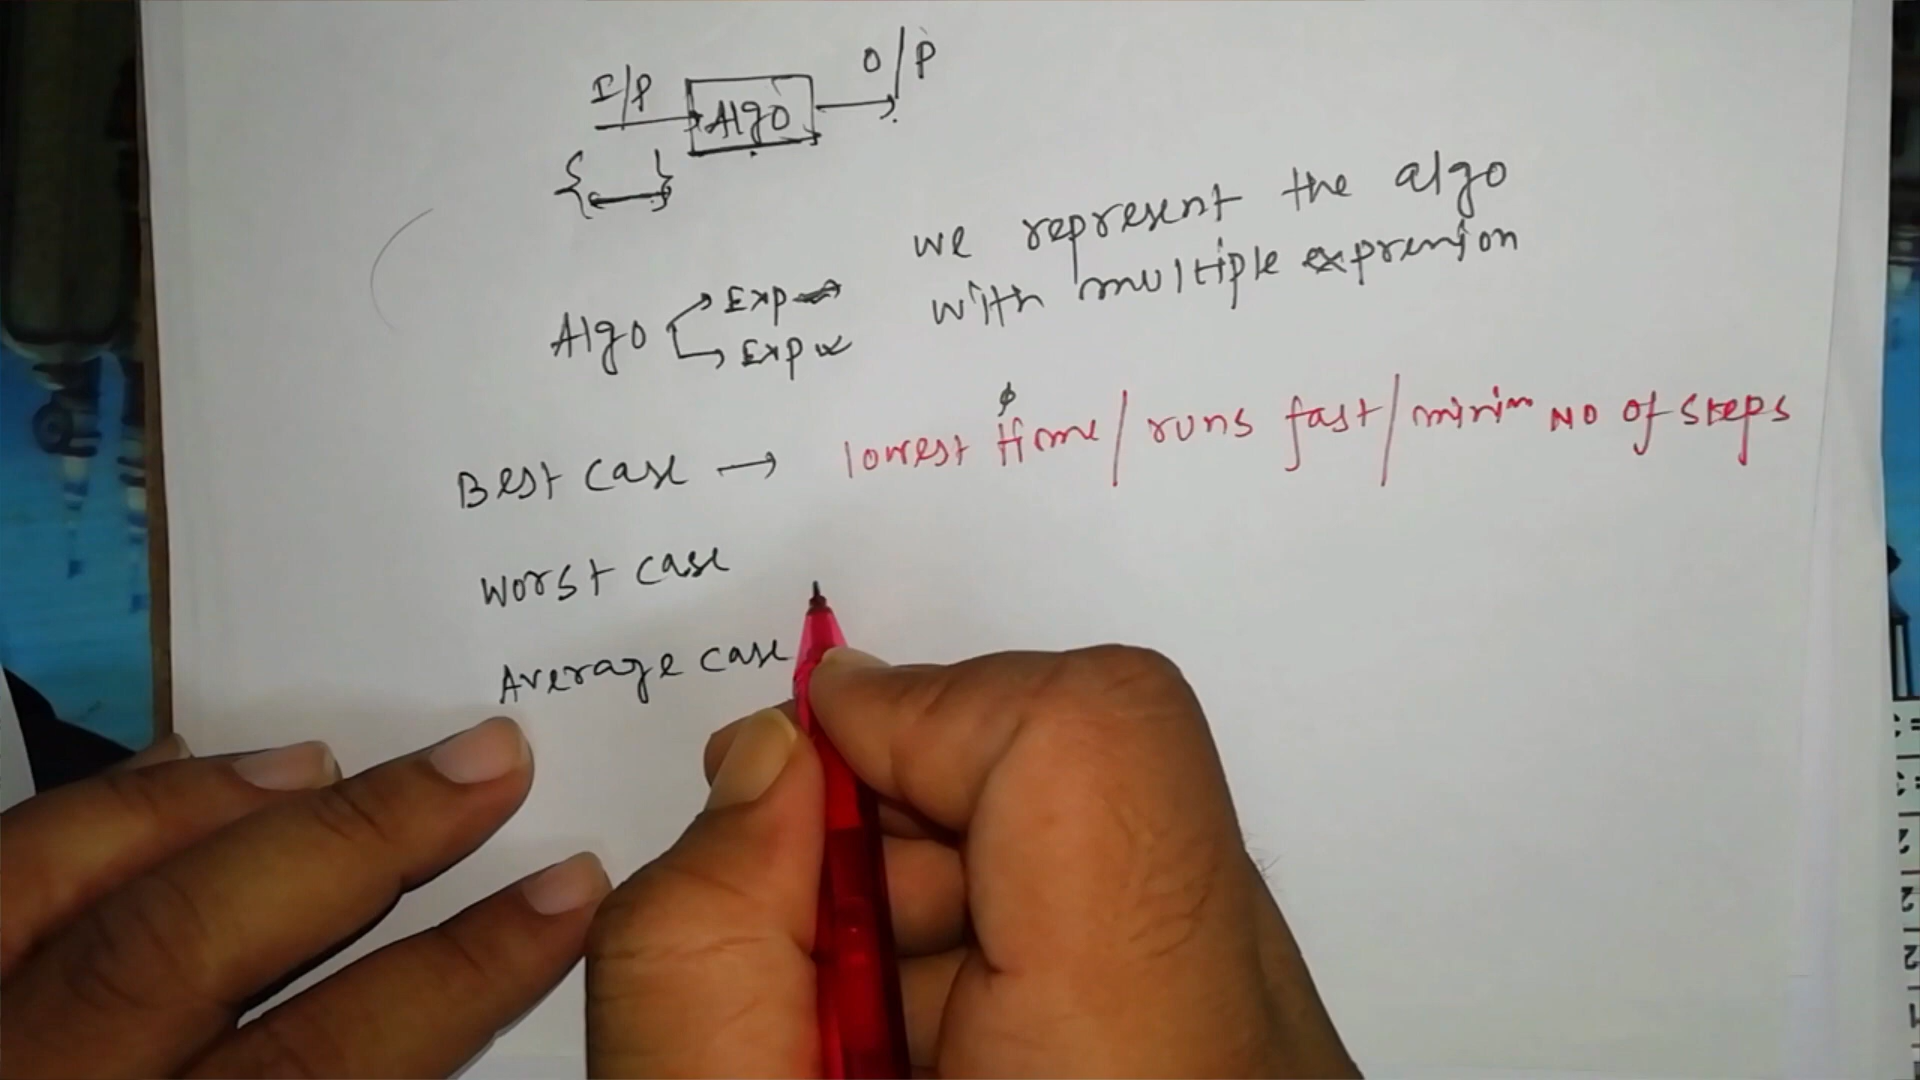 I/P Algo O/P
{ }
we represent the algo
with multiple expression
Algo Exp
Exp
Best case → lowest time / runs fast / minim No of steps
worst case
Average case